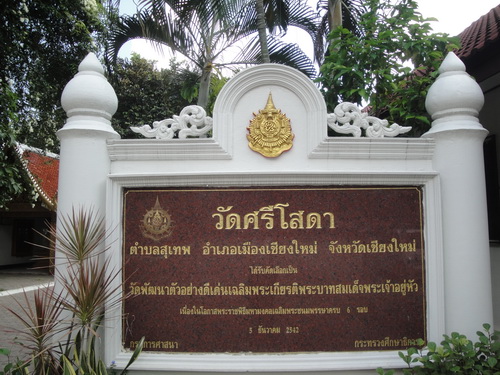 วัดศรีโสดา
ตำบลสุเทพ อำเภอเมืองเชียงใหม่ จังหวัดเชียงใหม่
ได้รับคัดเลือกเป็น
วัดพัฒนาตัวอย่างดีเด่นเฉลิมพระเกียรติพระบาทสมเด็จพระเจ้าอยู่หัว
เนื่องในโอกาสพระราชพิธีมหามงคลเฉลิมพระชนมพรรษาครบ 6 รอบ
5 ธันวาคม 2542
กรมการศาสนา กระทรวงศึกษาธิการ